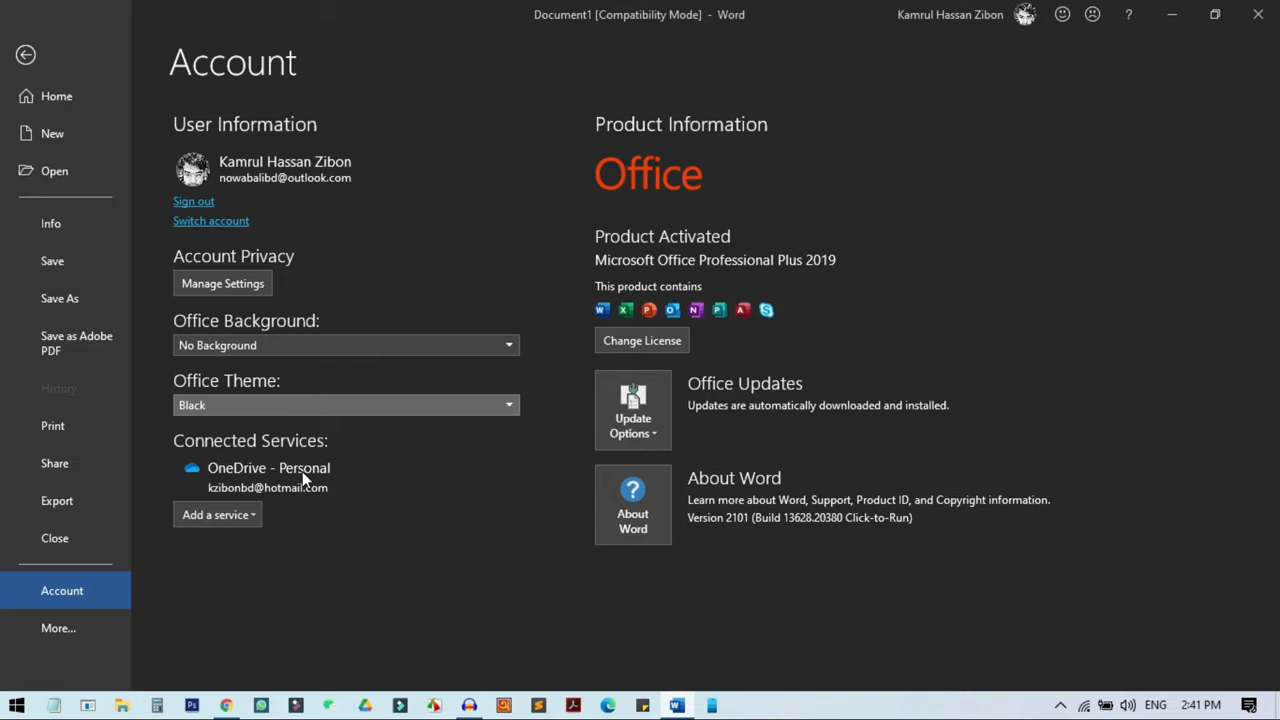 Document1 [Compatibility Mode] - Word
Kamrul Hassan Zibon
?
Account
Home
New
Open
Info
Save
Save As
Save as Adobe
PDF
History
Print
Share
Export
Close
Account
More...
User Information
Kamrul Hassan Zibon
nowabalibd@outlook.com
Sign out
Switch account
Account Privacy
Manage Settings
Office Background:
No Background
Office Theme:
Black
Connected Services:
OneDrive - Personal
kzibonbd@hotmail.com
Add a service
Product Information
Office
Product Activated
Microsoft Office Professional Plus 2019
This product contains
Change License
Update
Options
Office Updates
Updates are automatically downloaded and installed.
About
Word
About Word
Learn more about Word, Support, Product ID, and Copyright information.
Version 2101 (Build 13628.20380 Click-to-Run)
ENG
2:41 PM